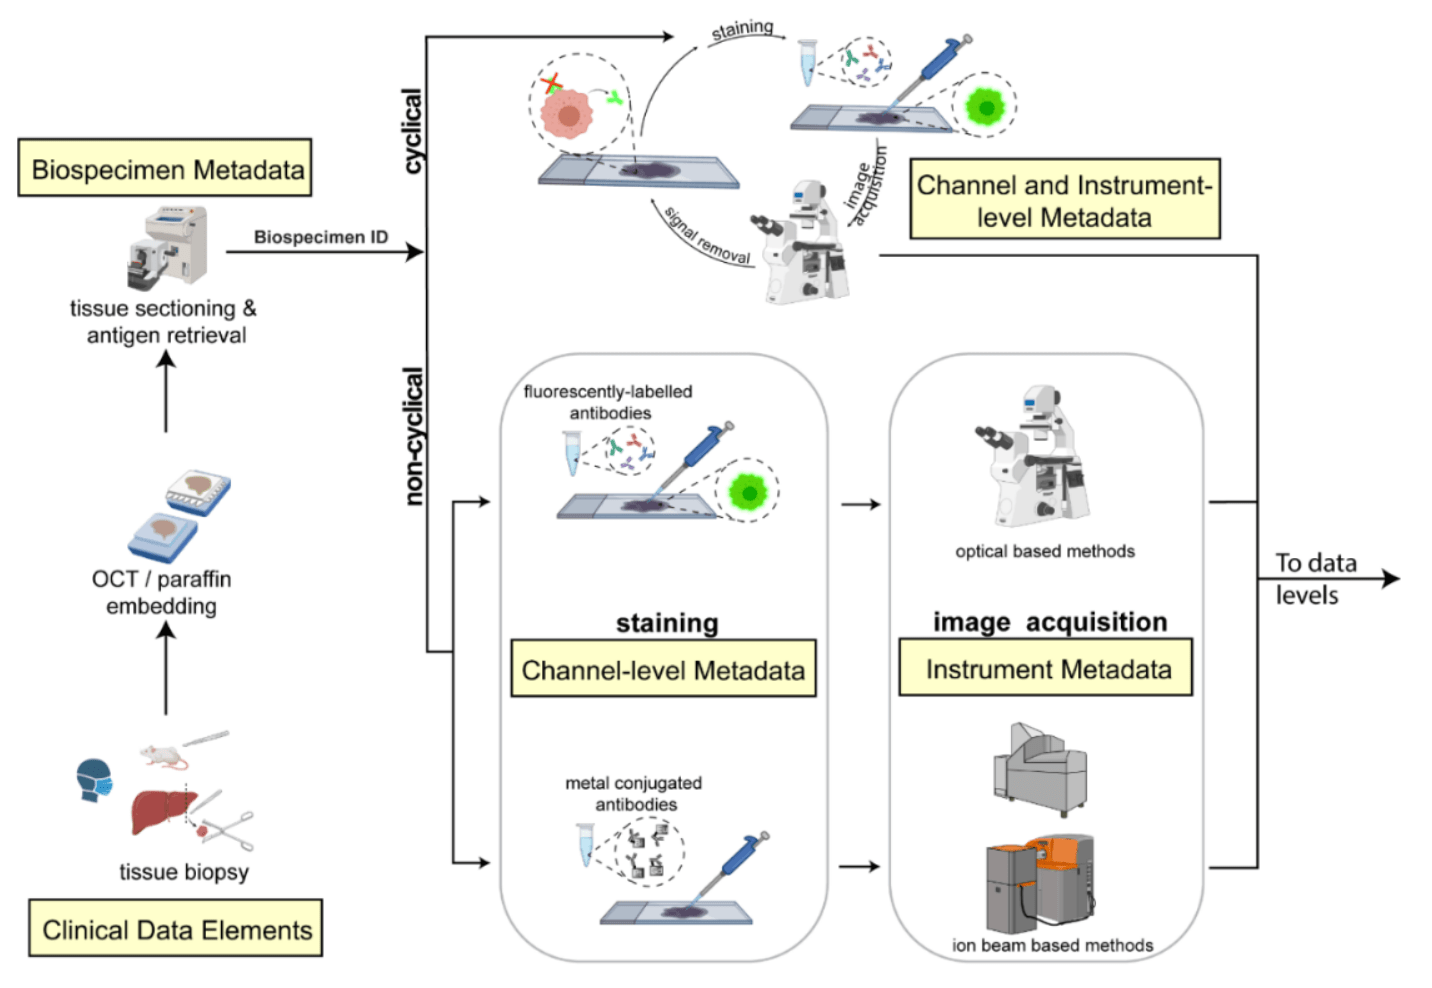 Biospecimen Metadata
tissue sectioning &
antigen retrieval
OCT / paraffin
embedding
tissue biopsy
Clinical Data Elements
Biospecimen ID
cyclical
non-cyclical
staining
image
acquisition
signal removal
Channel and Instrument-
level Metadata
fluorescently-labelled
antibodies
staining
Channel-level Metadata
metal conjugated
antibodies
optical based methods
image acquisition
Instrument Metadata
ion beam based methods
To data
levels